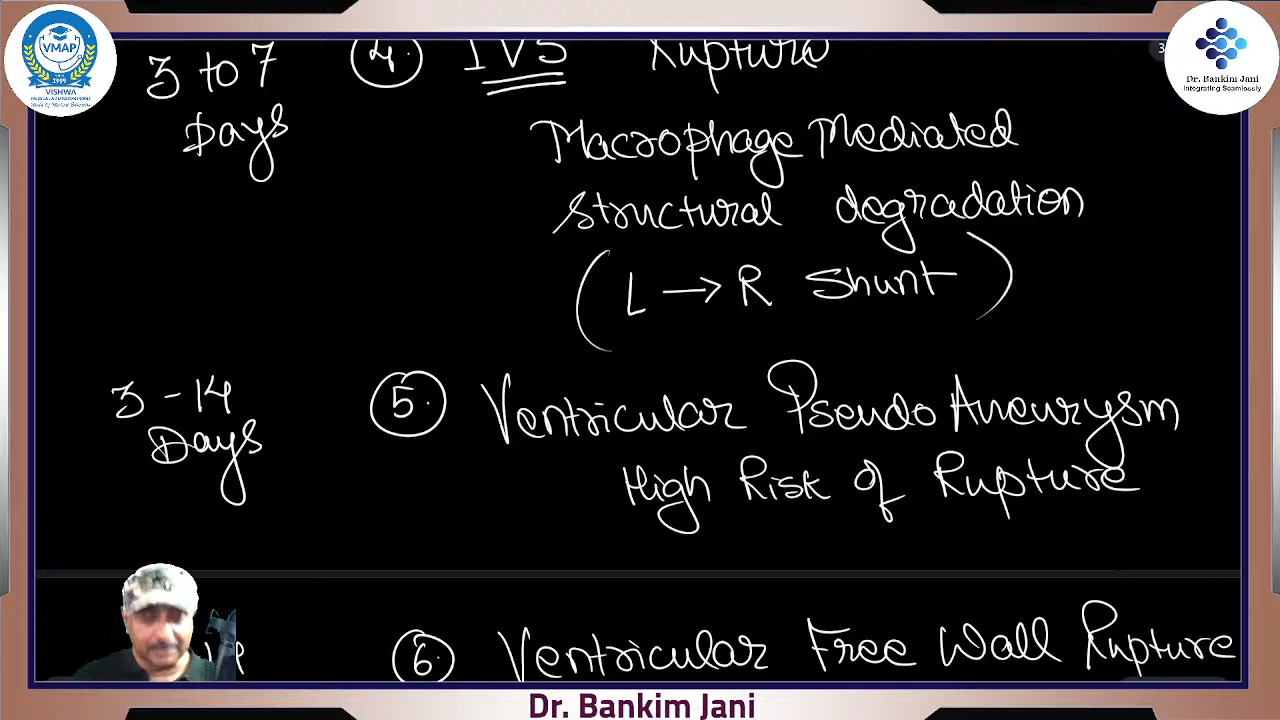 VMAP
1999
VISHWA
Dr. Bankim Jani
Integrating Seamlessly
3 to 7
Days
4. IVS Rupture
Macrophage Mediated
structural degradation
(L → R Shunt)
3 - 14
Days
5. Ventricular Pseudo Aneurysm
High Risk of Rupture
6. Ventricular Free Wall Rupture
Dr. Bankim Jani